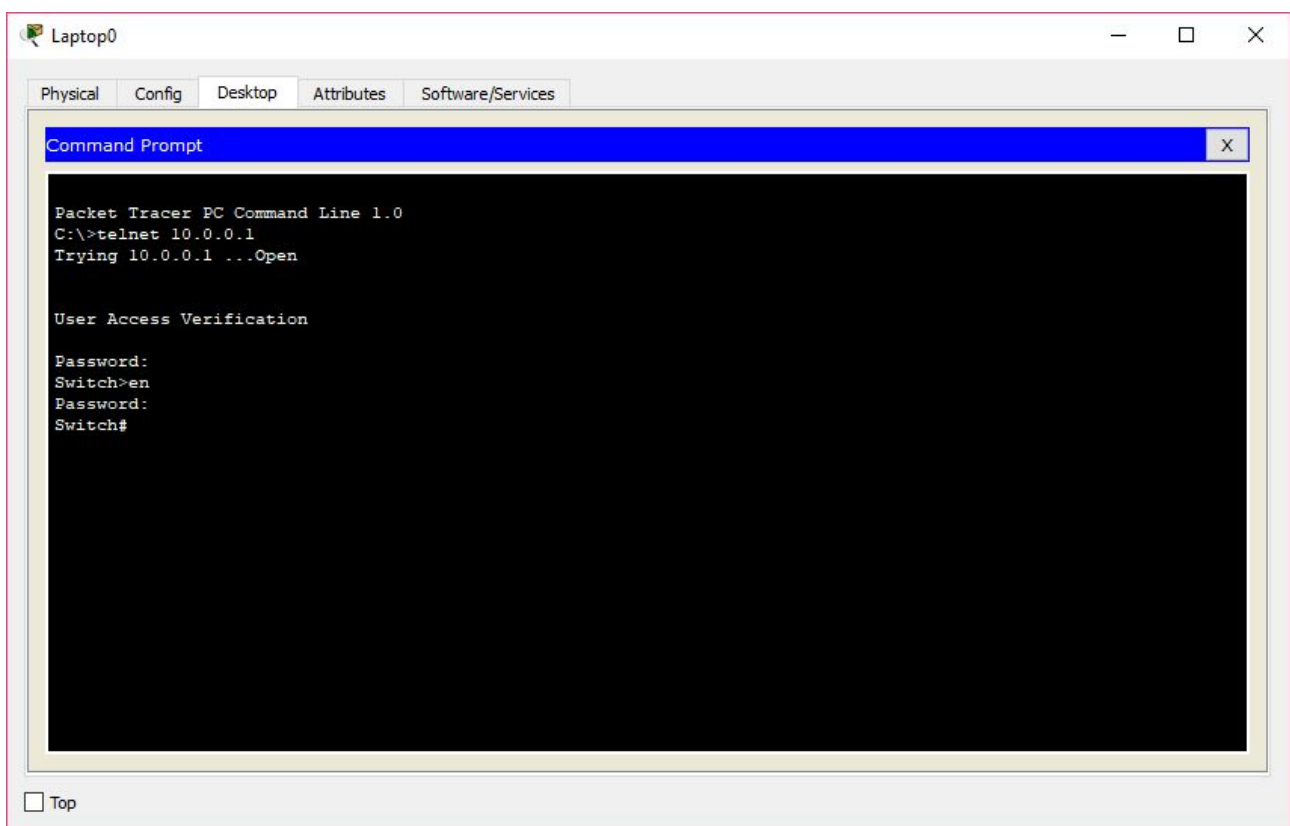 Laptop0
Physical Config Desktop Attributes Software/Services
Command Prompt X
Packet Tracer PC Command Line 1.0
C:\>telnet 10.0.0.1
Trying 10.0.0.1 ...Open
User Access Verification
Password:
Switch>en
Password:
Switch#
Top